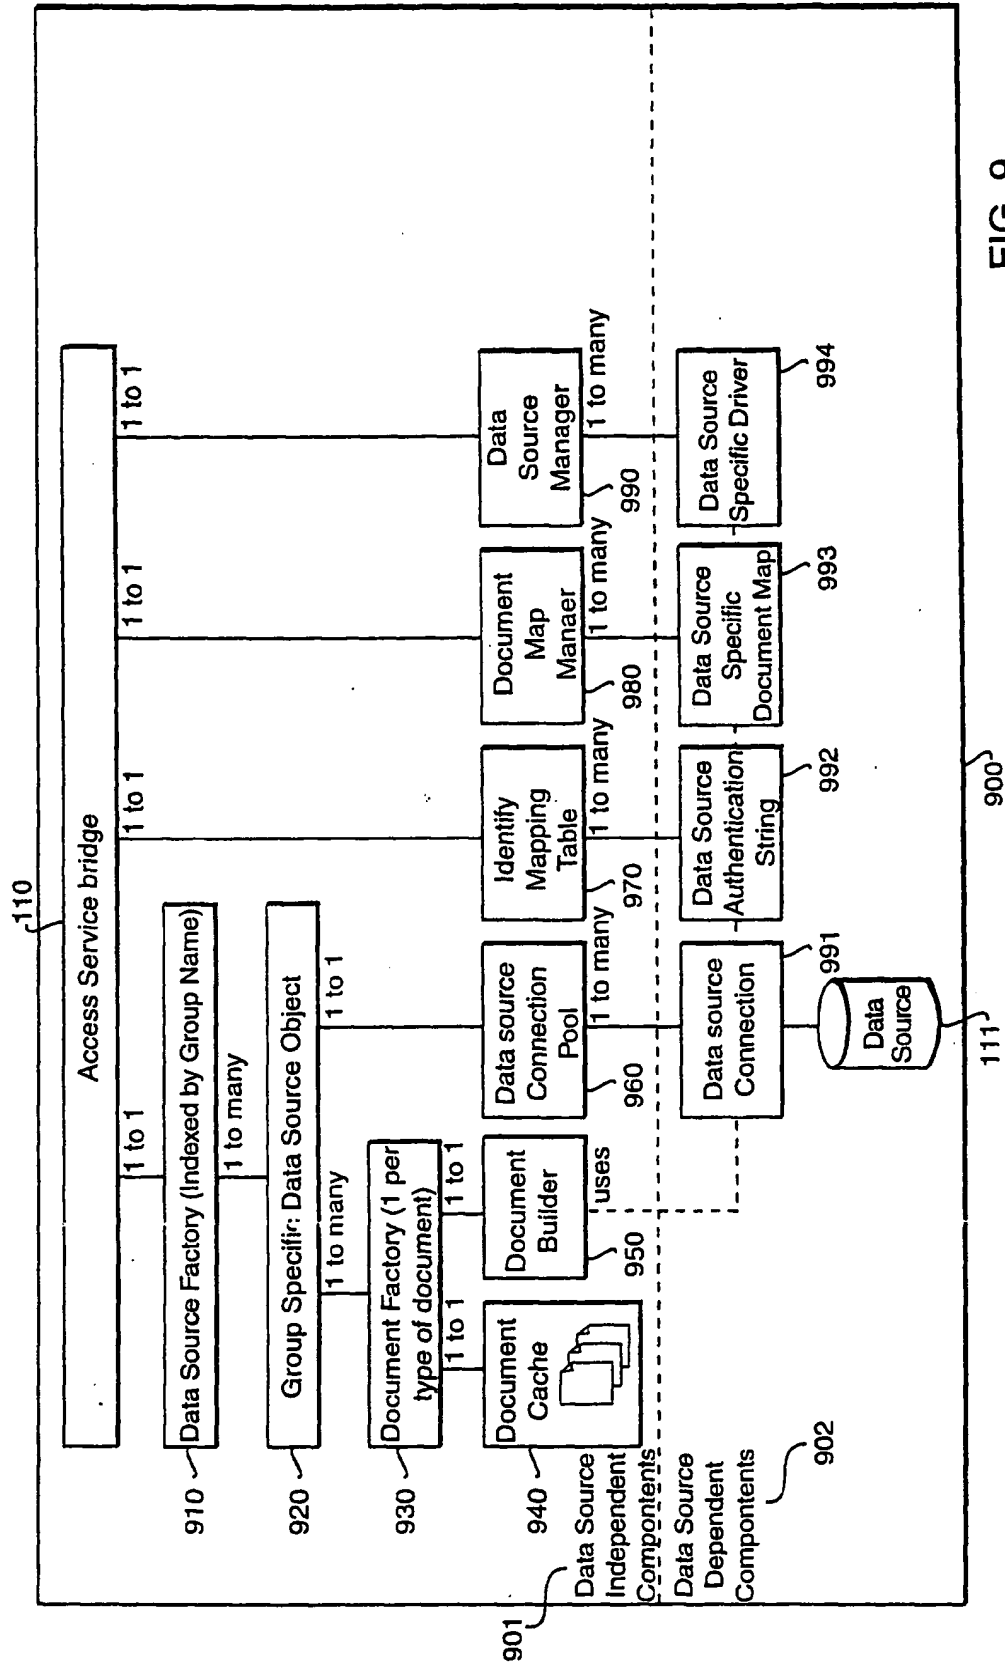 110
Access Service bridge
1 to 1
1 to 1
1 to 1
1 to 1
910
Data Source Factory (Indexed by Group Name)
1 to many
920
Group Specific Data Source Object
1 to many
1 to 1
930
Document Factory (1 per
type of document)
1 to 1
1 to 1
940
Document
Cache
Document
Builder
950
uses
Data source
Connection
Pool
960
1 to many
Identify
Mapping
Table
970
1 to many
Document
Map
Manaer
980
1 to many
Data
Source
Manager
990
1 to many
901
Data Source
Independent
Compontents
Data Source
Dependent
Compontents
902
Data source
Connection
991
Data Source
Authentication
String
992
Data Source
Specific
Document Map
993
Data Source
Specific Driver
994
Data
Source
111
900
FIG. 9